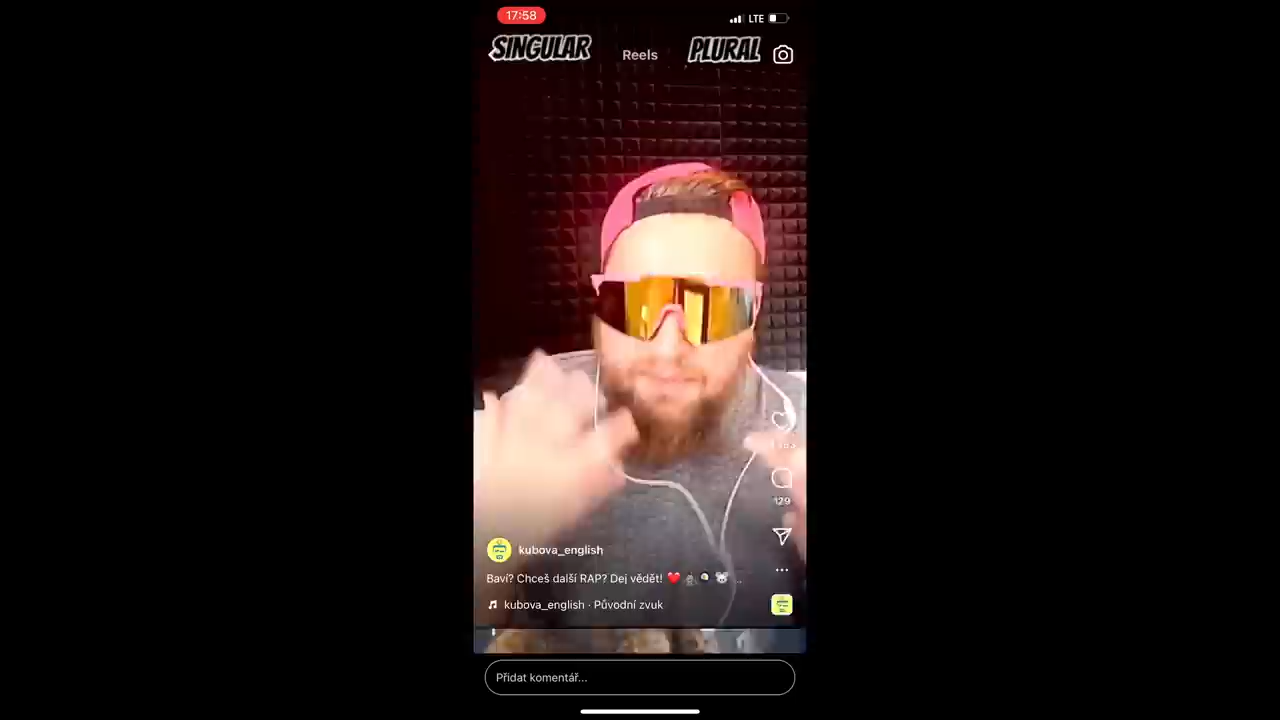 17:58
LTE
SINGULAR
Reels
PLURAL
129
kubova_english
Baví? Chceš další RAP? Dej vědět! ❤️ ...
kubova_english · Původní zvuk
Přidat komentář...